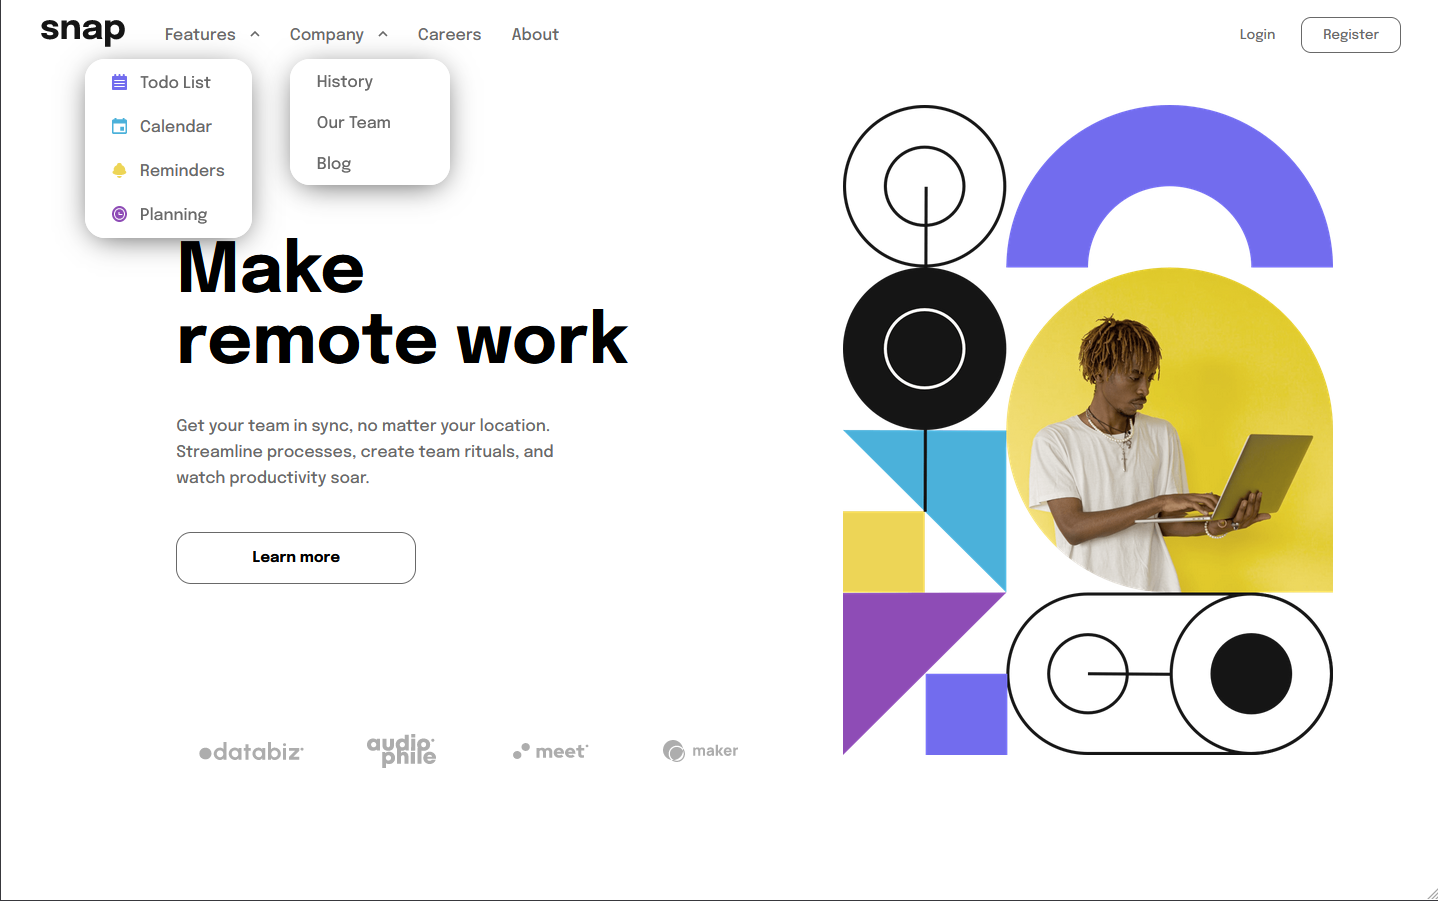 snap
Features
Company
Careers
About
Login
Register
Todo List
Calendar
Reminders
Planning
History
Our Team
Blog
Make
remote work
Get your team in sync, no matter your location.
Streamline processes, create team rituals, and
watch productivity soar.
Learn more
databiz
audio
phile
meet
maker